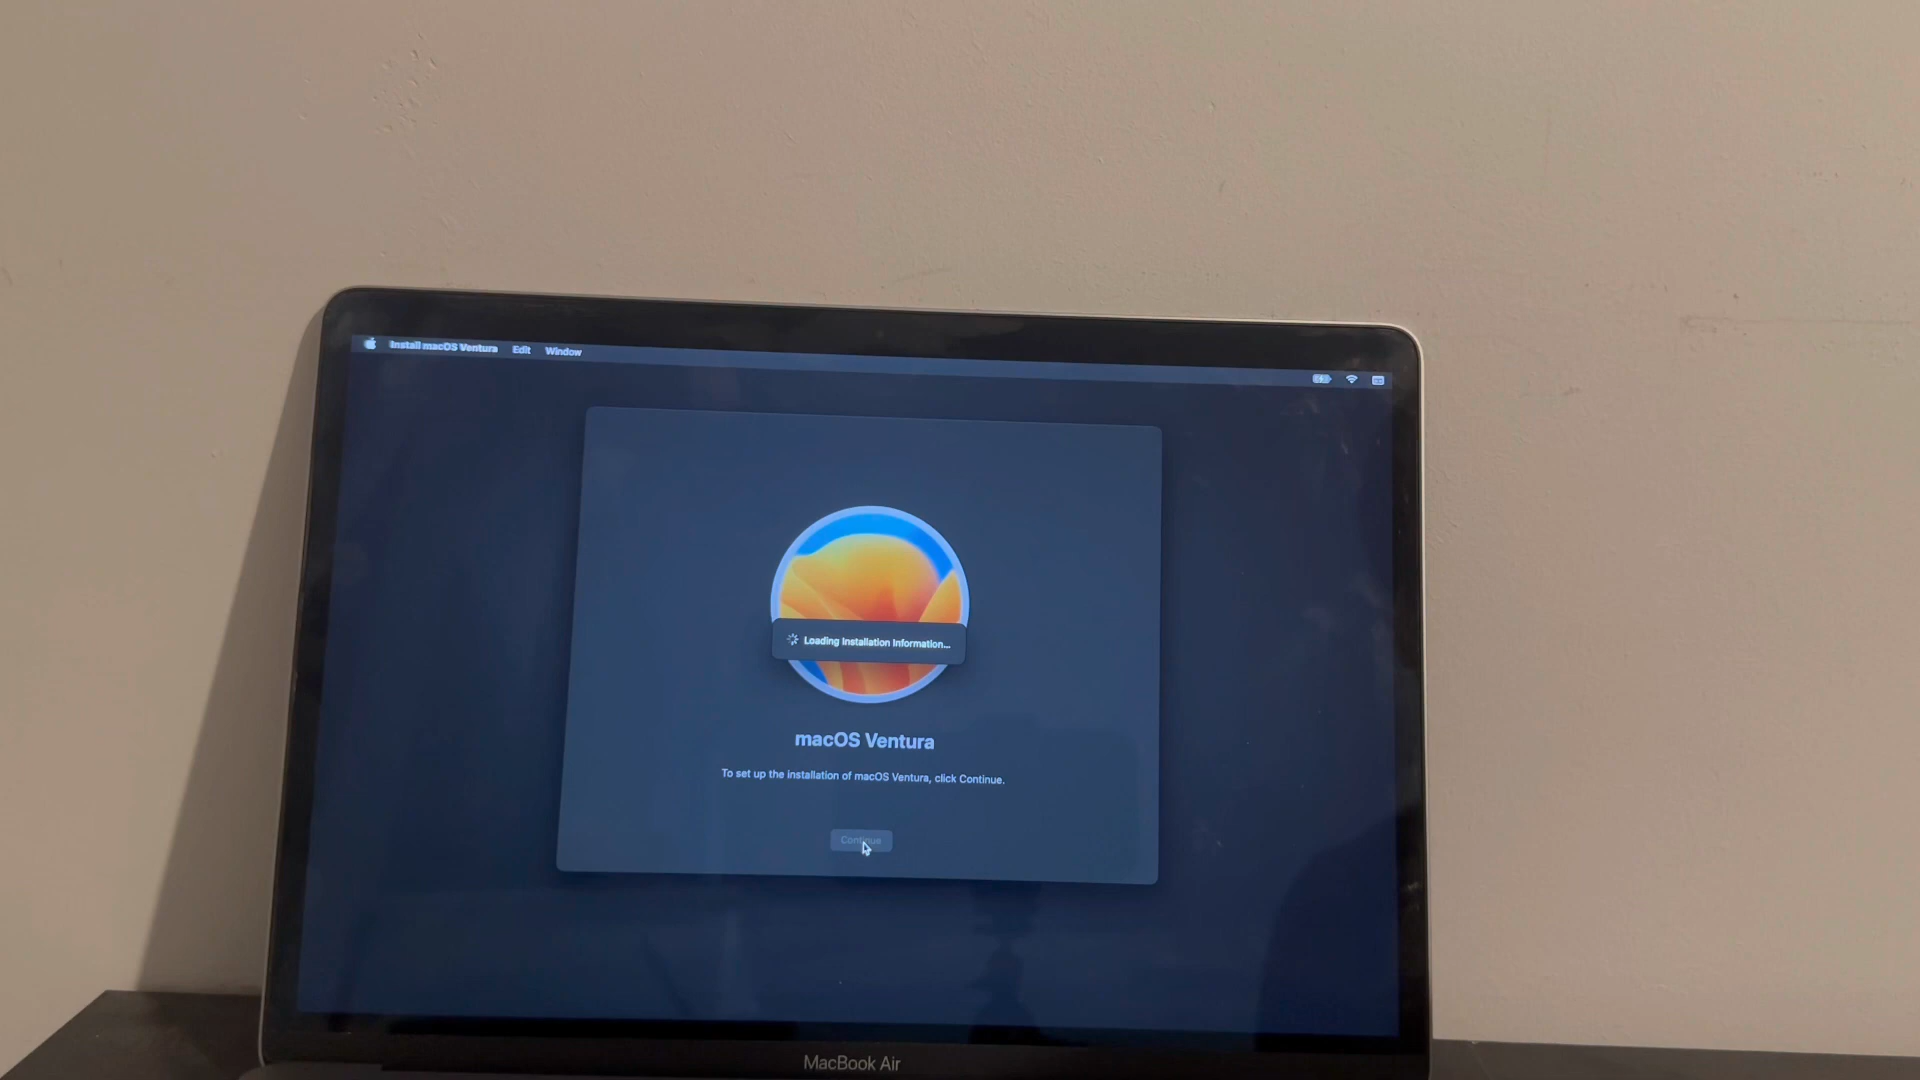 Install macOS Ventura Edit Window
Loading Installation Information...
macOS Ventura
To set up the installation of macOS Ventura, click Continue.
Continue
MacBook Air